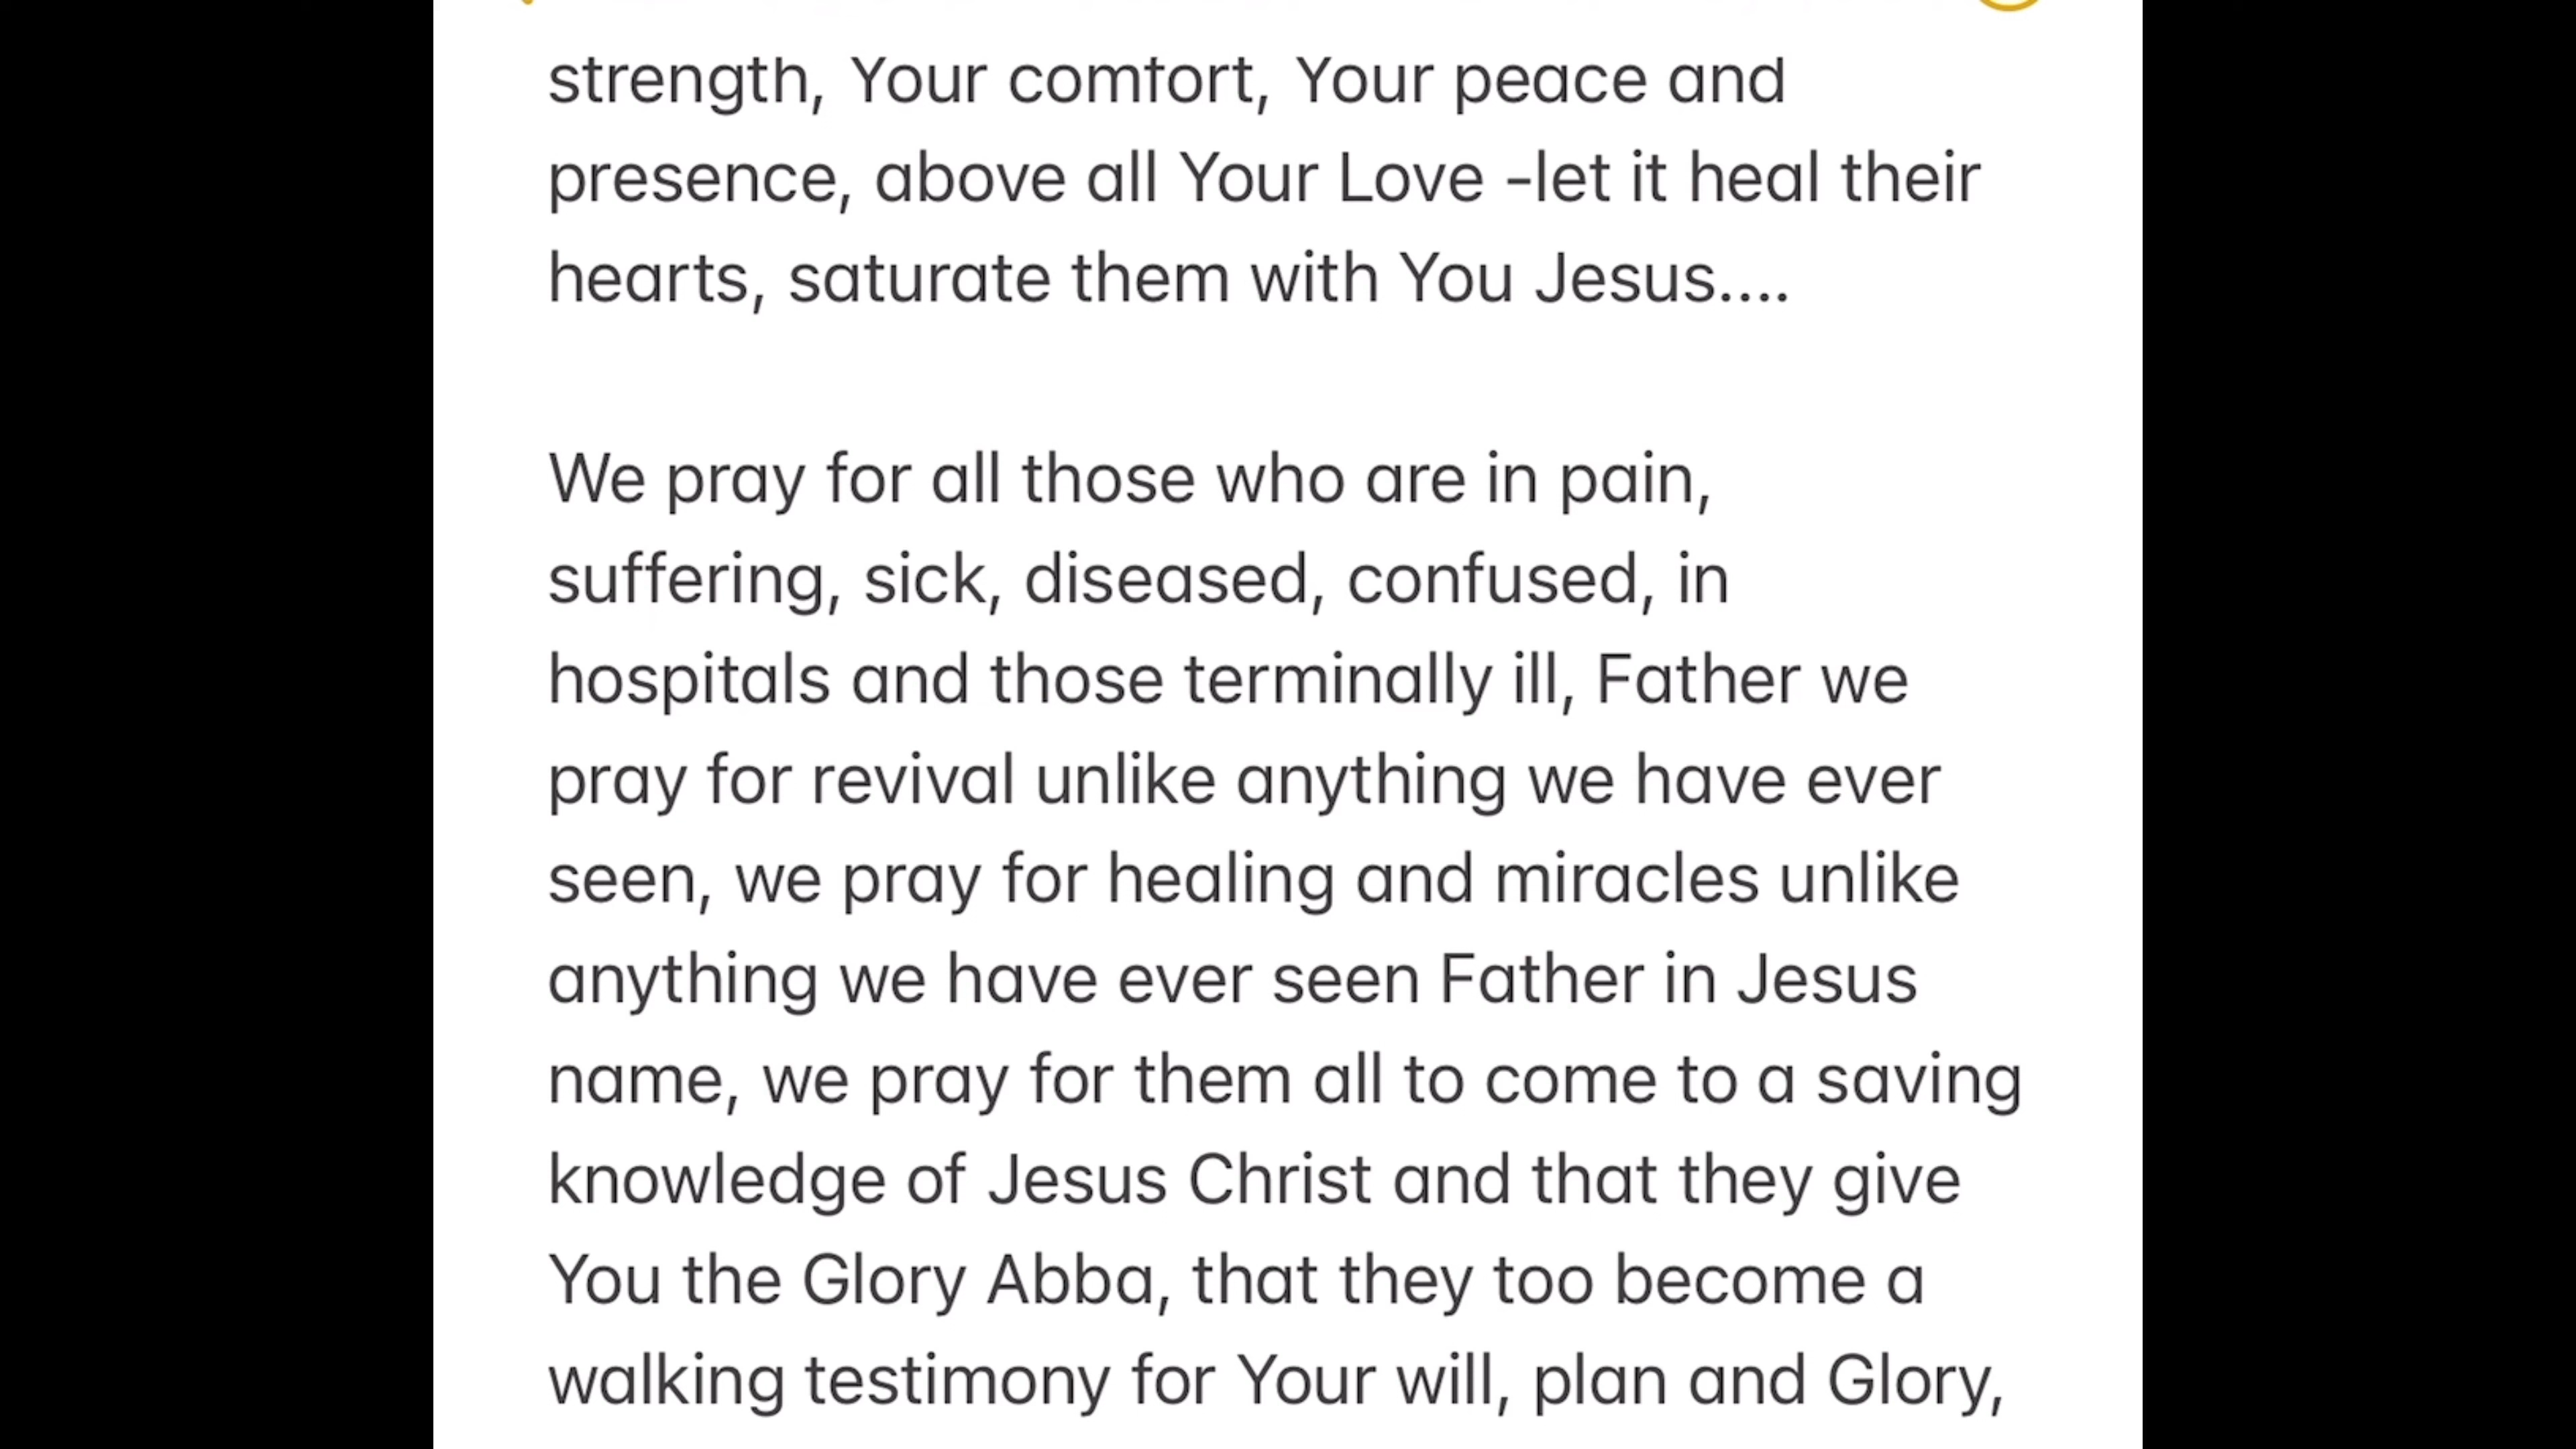 strength, Your comfort, Your peace and
presence, above all Your Love -let it heal their
hearts, saturate them with You Jesus....
We pray for all those who are in pain,
suffering, sick, diseased, confused, in
hospitals and those terminally ill, Father we
pray for revival unlike anything we have ever
seen, we pray for healing and miracles unlike
anything we have ever seen Father in Jesus
name, we pray for them all to come to a saving
knowledge of Jesus Christ and that they give
You the Glory Abba, that they too become a
walking testimony for Your will, plan and Glory,